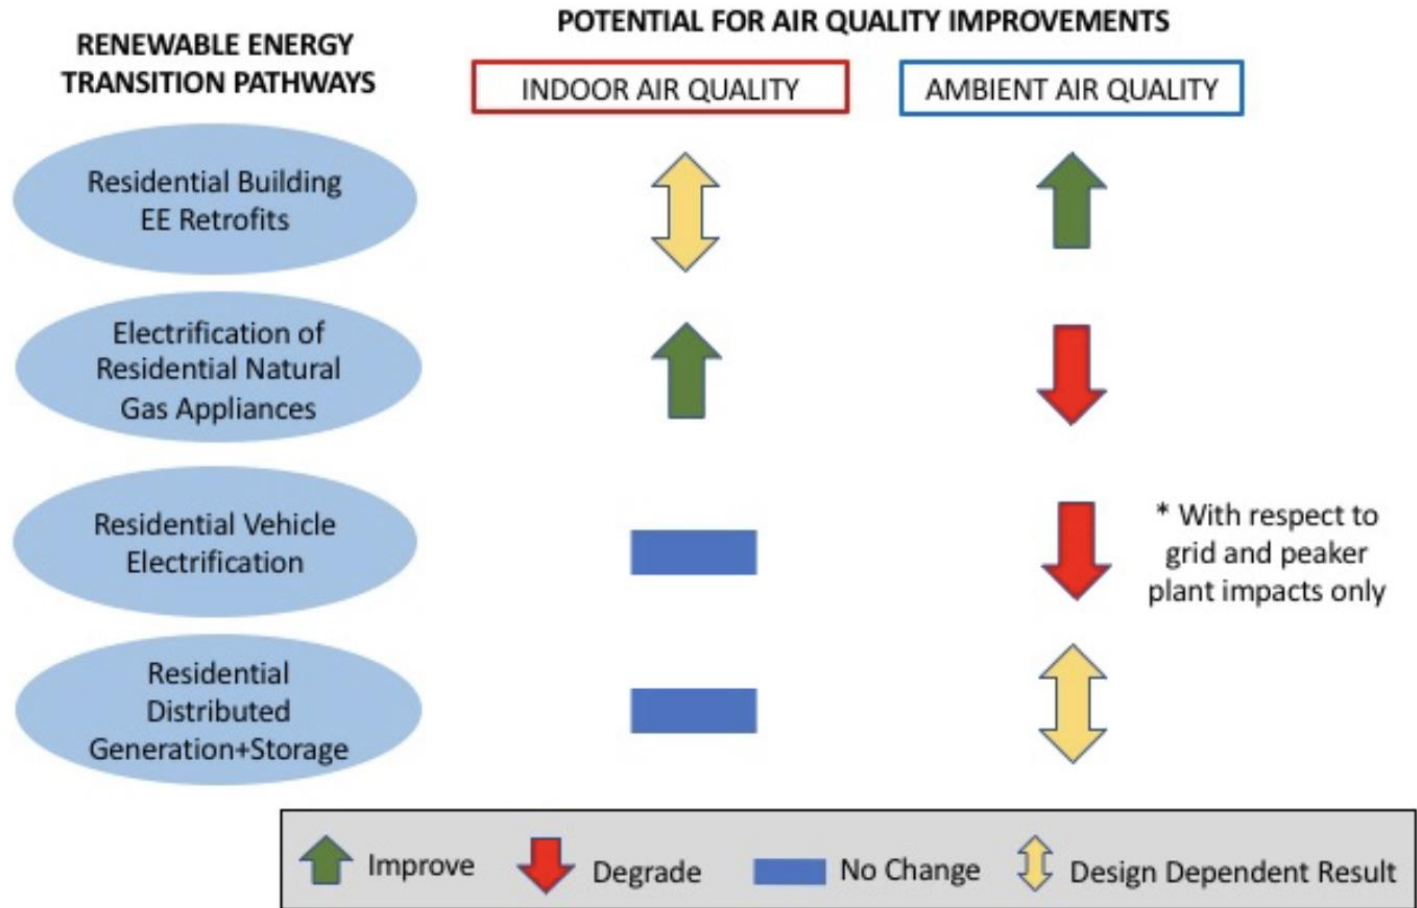 RENEWABLE ENERGY
TRANSITION PATHWAYS
POTENTIAL FOR AIR QUALITY IMPROVEMENTS
INDOOR AIR QUALITY
AMBIENT AIR QUALITY
Residential Building
EE Retrofits
Electrification of
Residential Natural
Gas Appliances
Residential Vehicle
Electrification
* With respect to
grid and peaker
plant impacts only
Residential
Distributed
Generation+Storage
Improve
Degrade
No Change
Design Dependent Result